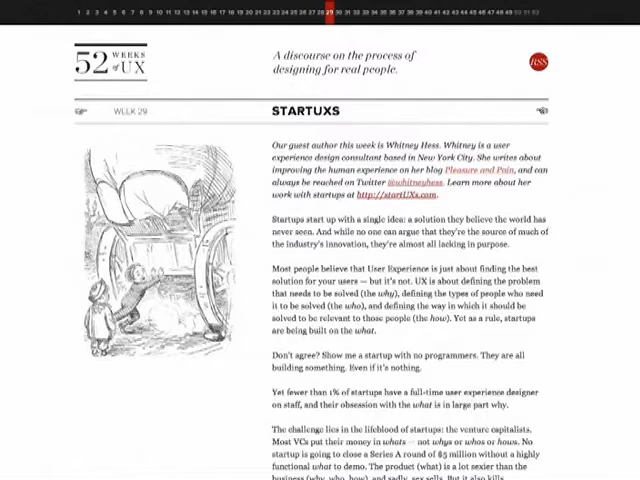 1 2 3 4 5 6 7 8 9 10 11 12 13 14 15 16 17 18 19 20 21 22 23 24 25 26 27 28 29 30 31 32 33 34 35 36 37 38 39 40 41 42 43 44 45 46 47 48 49 50 51 52
52 WEEKS of UX
A discourse on the process of
designing for real people.
RSS
WEEK 29
STARTUXS
Our guest author this week is Whitney Hess. Whitney is a user
experience design consultant based in New York City. She writes about
improving the human experience on her blog Pleasure and Pain, and can
always be reached on Twitter @whitneyhess. Learn more about her
work with startups at http://startUXs.com.
Startups start up with a single idea: a solution they believe the world has
never seen. And while no one can argue that they're the source of much of
the industry's innovation, they're almost all lacking in purpose.
Most people believe that User Experience is just about finding the best
solution for your users — but it's not. UX is about defining the problem
that needs to be solved (the why), defining the types of people who need
it to be solved (the who), and defining the way in which it should be
solved to be relevant to those people (the how). Yet as a rule, startups
are being built on the what.
Don't agree? Show me a startup with no programmers. They are all
building something. Even if it's nothing.
Yet fewer than 1% of startups have a full-time user experience designer
on staff, and their obsession with the what is in large part why.
The challenge lies in the lifeblood of startups: the venture capitalists.
Most VCs put their money in whats — not whys or whos or hows. No
startup is going to close a Series A round of $5 million without a highly
functional what to demo. The product (what) is a lot sexier than the
business (why, who, how), and sadly, sex sells. But it also kills.